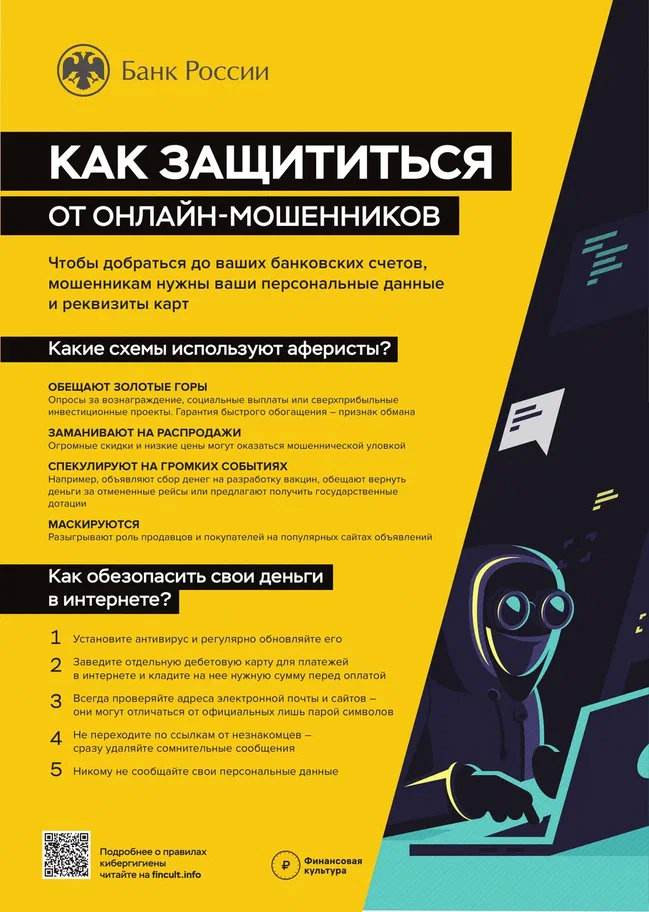 Банк России
КАК ЗАЩИТИТЬСЯ
ОТ ОНЛАЙН-МОШЕННИКОВ
Чтобы добраться до ваших банковских счетов,
мошенникам нужны ваши персональные данные
и реквизиты карт
Какие схемы используют аферисты?
ОБЕЩАЮТ ЗОЛОТЫЕ ГОРЫ
Опросы за вознаграждение, социальные выплаты или сверхприбыльные
инвестиционные проекты. Гарантия быстрого обогащения – признак обмана
ЗАМАНИВАЮТ НА РАСПРОДАЖИ
Огромные скидки и низкие цены могут оказаться мошеннической уловкой
СПЕКУЛИРУЮТ НА ГРОМКИХ СОБЫТИЯХ
Например, объявляют сбор денег на разработку вакцин, обещают вернуть
деньги за отмененные рейсы или предлагают получить государственные
дотации
МАСКИРУЮТСЯ
Разыгрывают роль продавцов и покупателей на популярных сайтах объявлений
Как обезопасить свои деньги
в интернете?
1 Установите антивирус и регулярно обновляйте его
2 Заведите отдельную дебетовую карту для платежей
в интернете и кладите на нее нужную сумму перед оплатой
3 Всегда проверяйте адреса электронной почты и сайтов –
они могут отличаться от официальных лишь парой символов
4 Не переходите по ссылкам от незнакомцев –
сразу удаляйте сомнительные сообщения
5 Никому не сообщайте свои персональные данные
Подробнее о правилах
кибергигиены
читайте на fincult.info
₽
Финансовая
культура